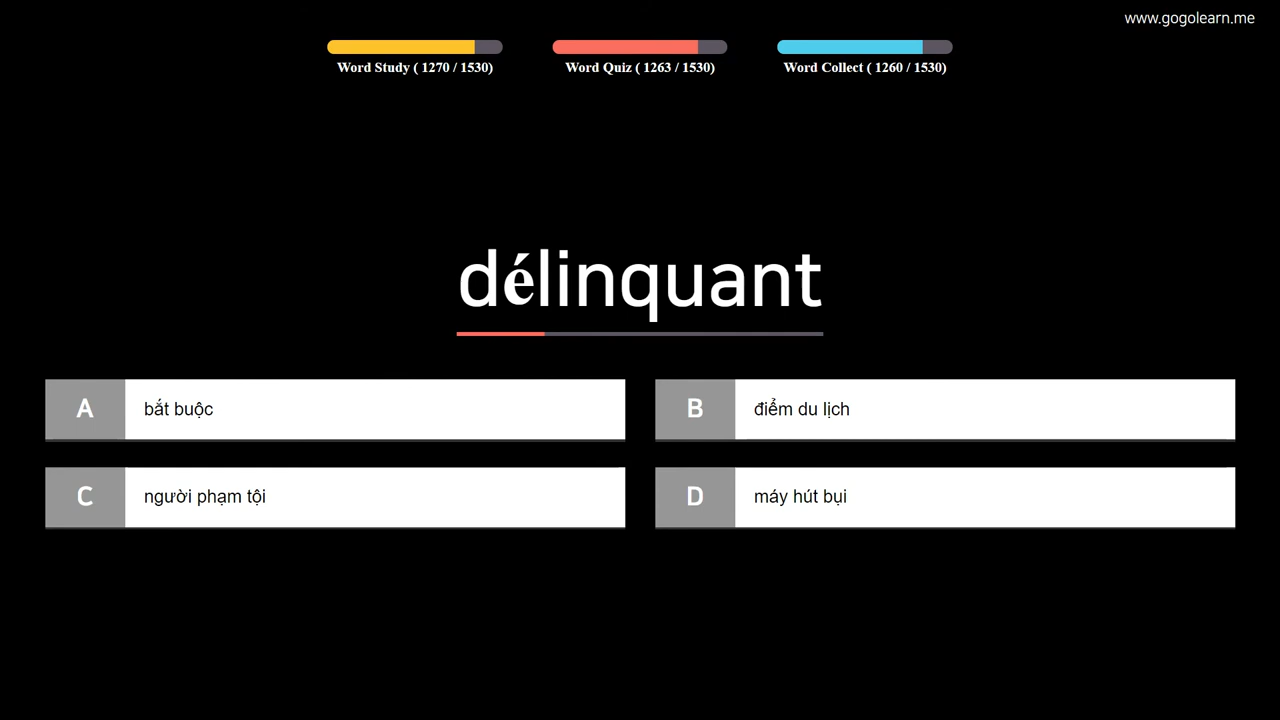 www.gogolearn.me
Word Study ( 1270 / 1530)
Word Quiz ( 1263 / 1530)
Word Collect ( 1260 / 1530)
délinquant
A bắt buộc
B điểm du lịch
C người phạm tội
D máy hút bụi